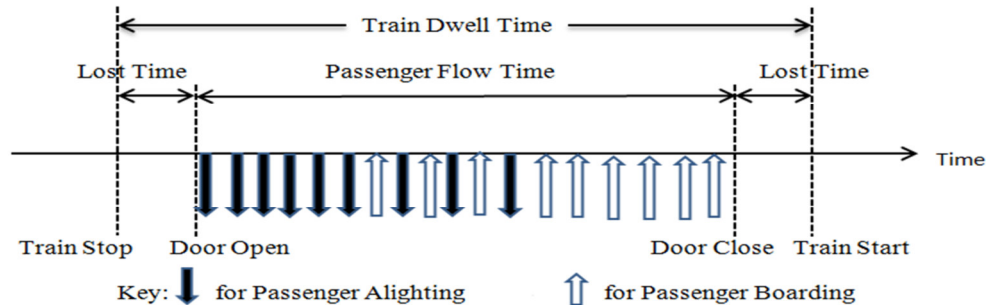 Train Dwell Time
Lost Time Passenger Flow Time Lost Time
Time
Train Stop Door Open Door Close Train Start
Key: for Passenger Alighting for Passenger Boarding